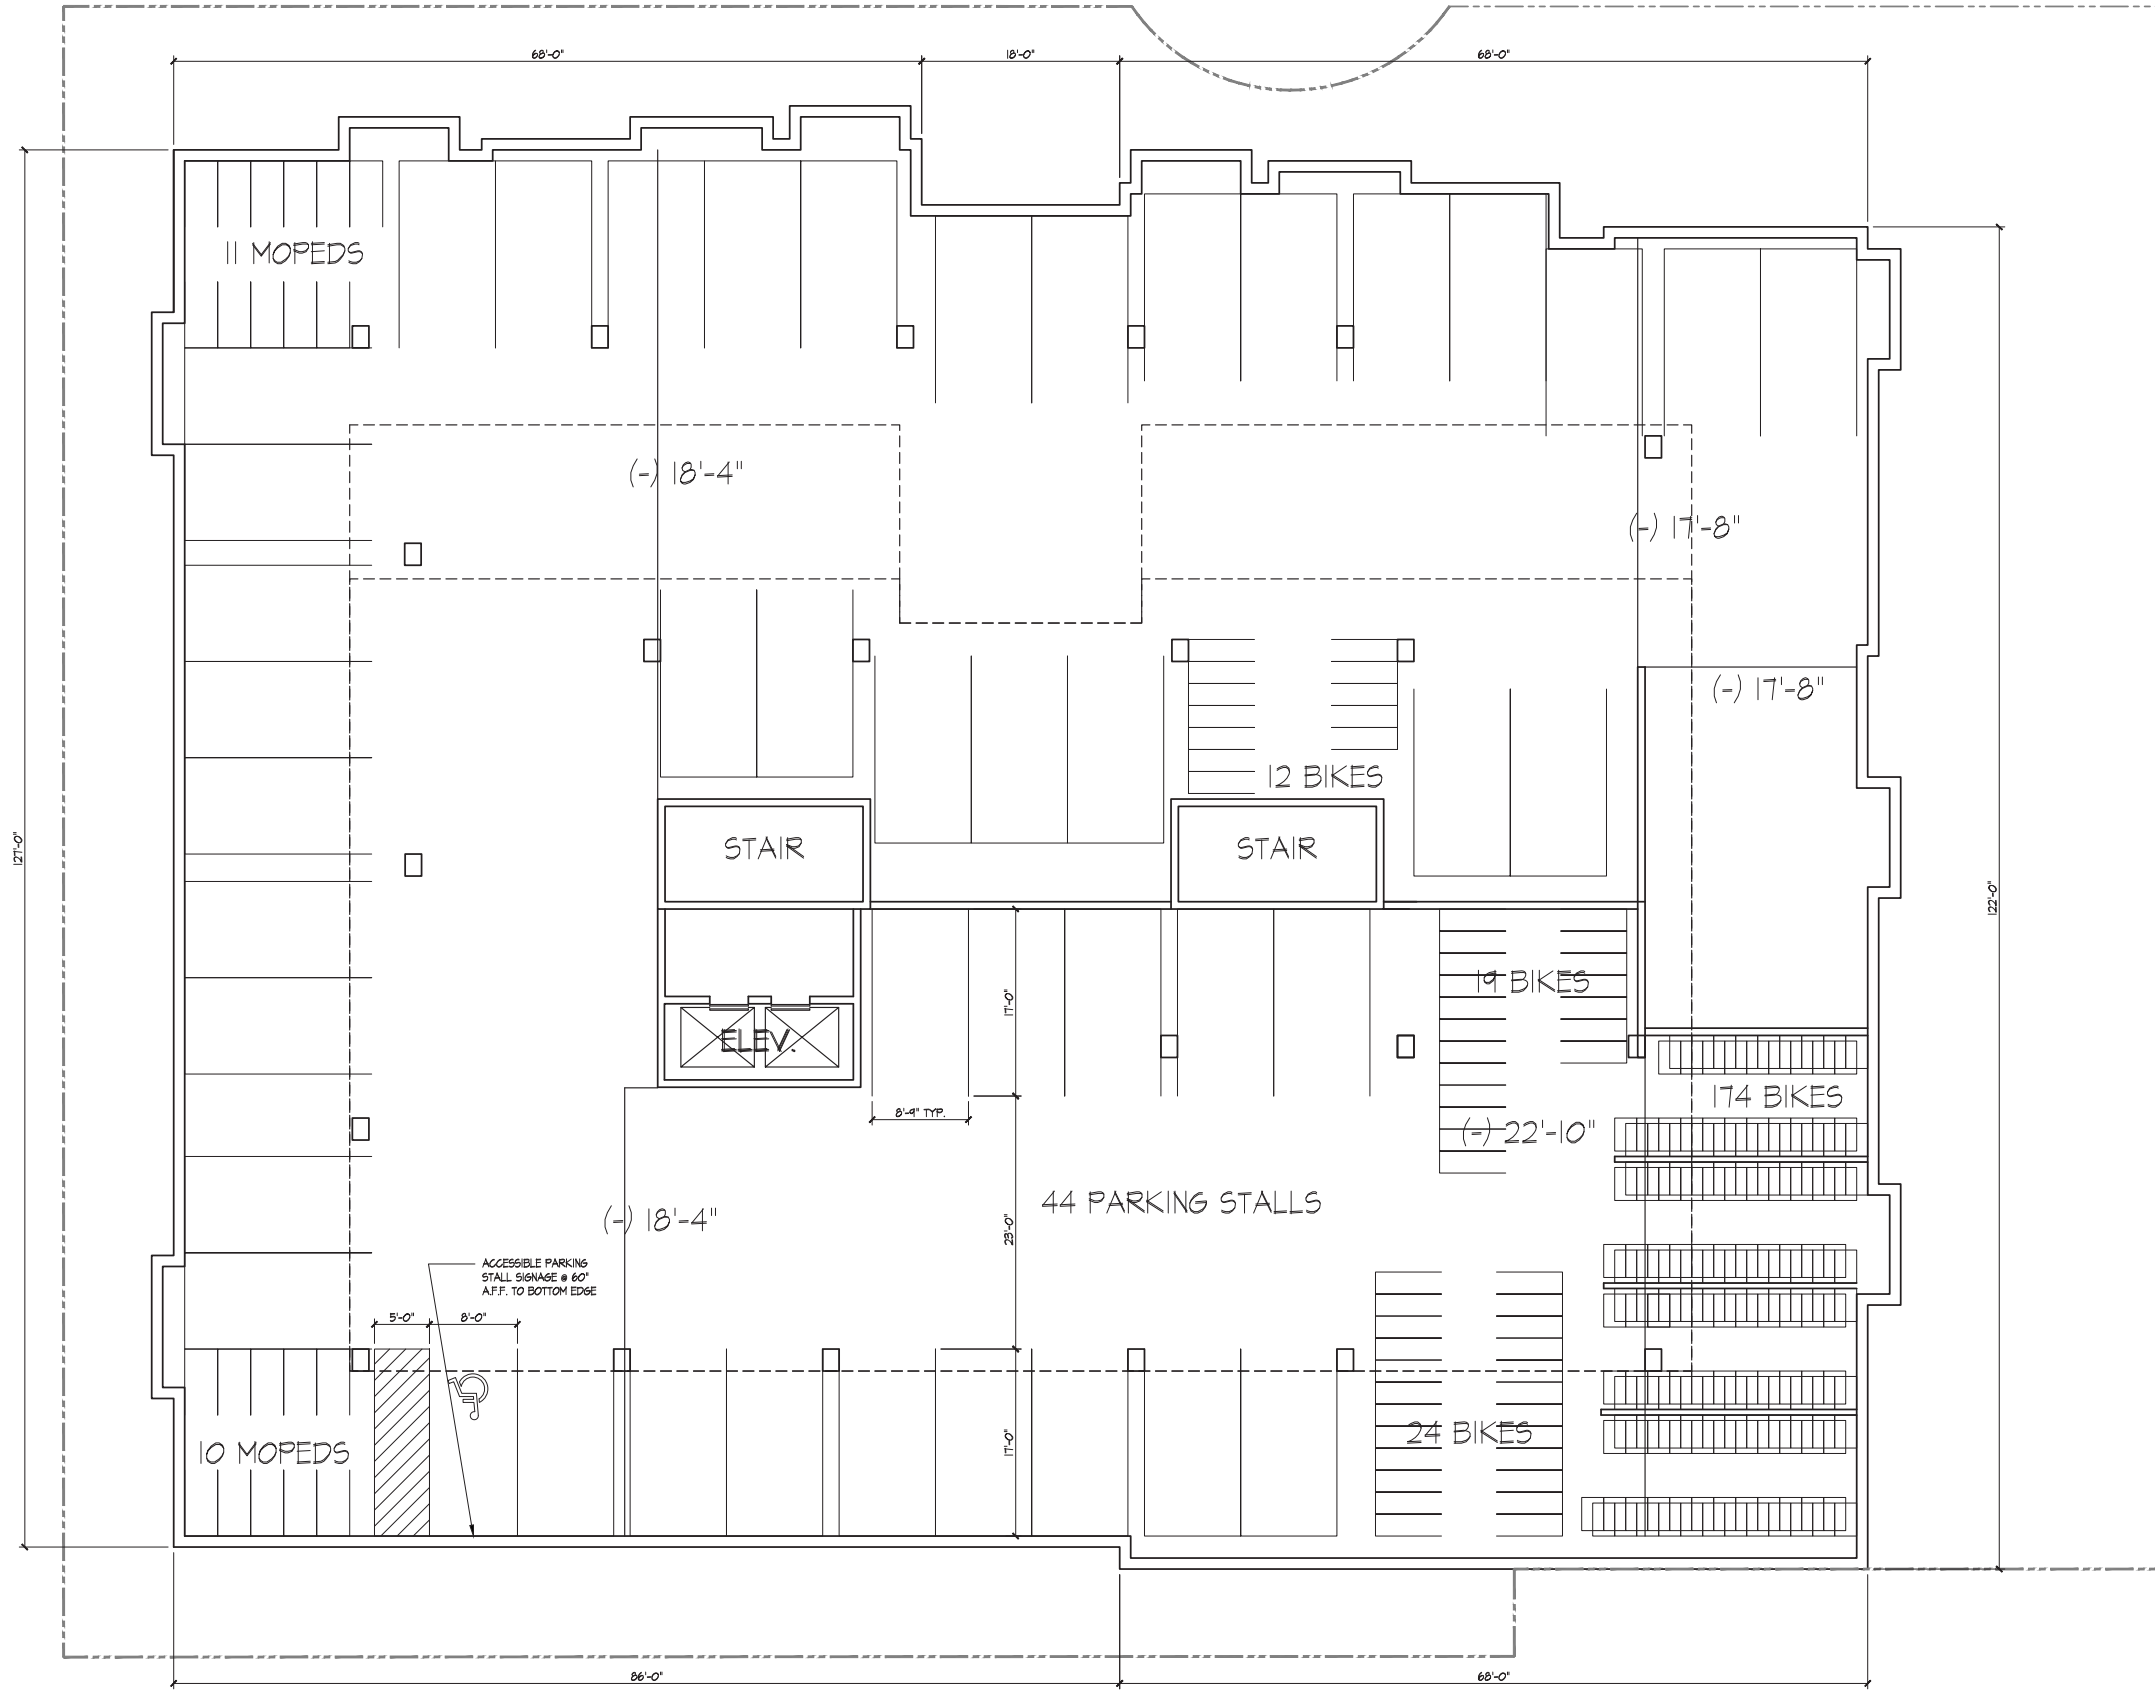 68'-0"
18'-0"
68'-0"
11 MOPEDS
(-) 18'-4"
(-) 17'-8"
(-) 17'-8"
12 BIKES
STAIR
STAIR
127'-0"
122'-0"
19 BIKES
17'-0"
ELEV.
174 BIKES
8'-9" TYP.
(-) 22'-10"
44 PARKING STALLS
(-) 18'-4"
23'-0"
ACCESSIBLE PARKING
STALL SIGNAGE @ 60"
A.F.F. TO BOTTOM EDGE
5'-0"
8'-0"
24 BIKES
17'-0"
10 MOPEDS
86'-0"
68'-0"